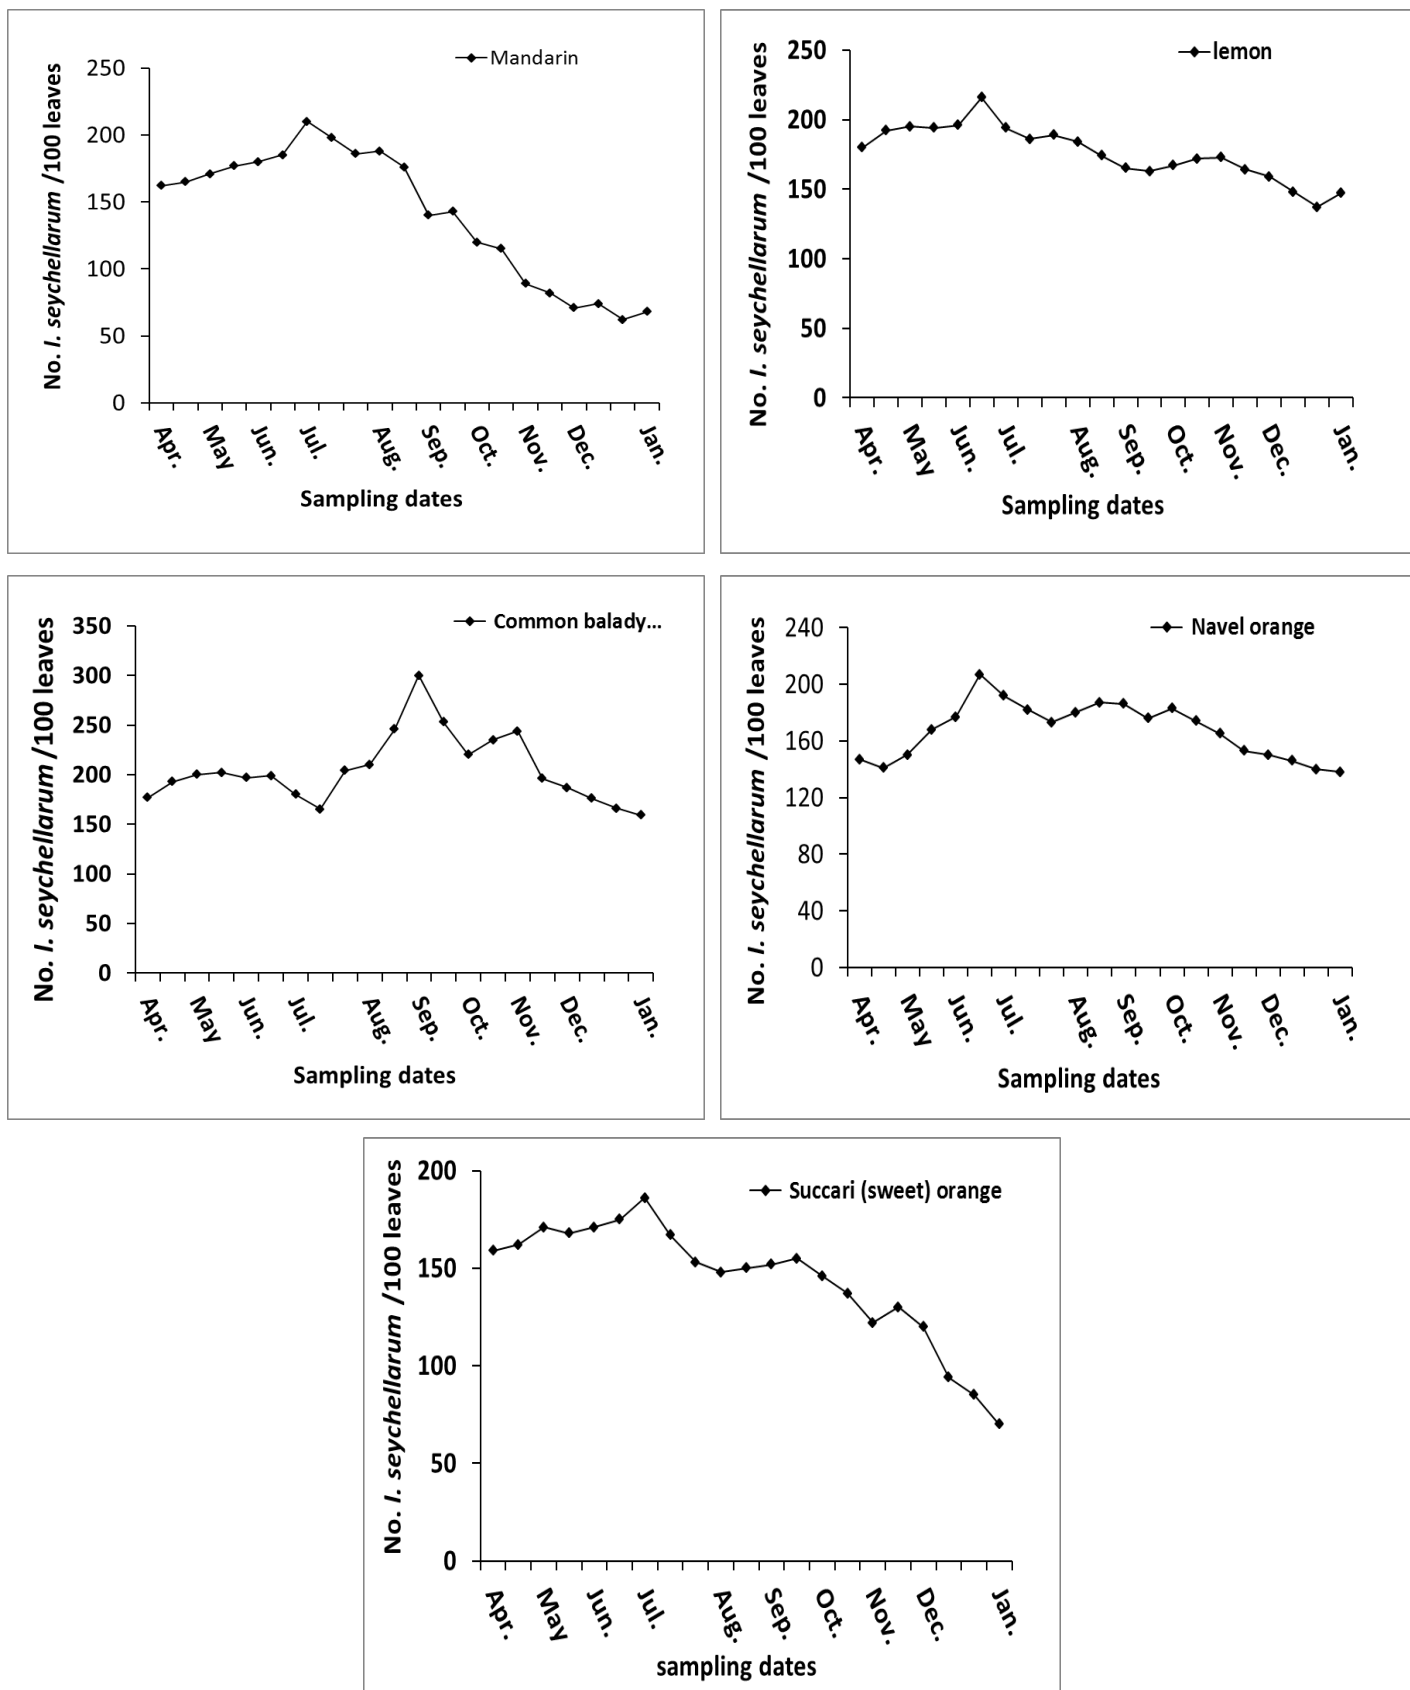 Mandarin
No. I. seychellarum /100 leaves
250
200
150
100
50
0
Apr. May Jun. Jul. Aug. Sep. Oct. Nov. Dec. Jan.
Sampling dates
lemon
No. I. seychellarum /100 leaves
250
200
150
100
50
0
Apr. May Jun. Jul. Aug. Sep. Oct. Nov. Dec. Jan.
Sampling dates
Common balady...
No. I. seychellarum /100 leaves
350
300
250
200
150
100
50
0
Apr. May Jun. Jul. Aug. Sep. Oct. Nov. Dec. Jan.
Sampling dates
Navel orange
No. I. seychellarum /100 leaves
240
200
160
120
80
40
0
Apr. May Jun. Jul. Aug. Sep. Oct. Nov. Dec. Jan.
Sampling dates
Succari (sweet) orange
No. I. seychellarum /100 leaves
200
150
100
50
0
Apr. May Jun. Jul. Aug. Sep. Oct. Nov. Dec. Jan.
sampling dates